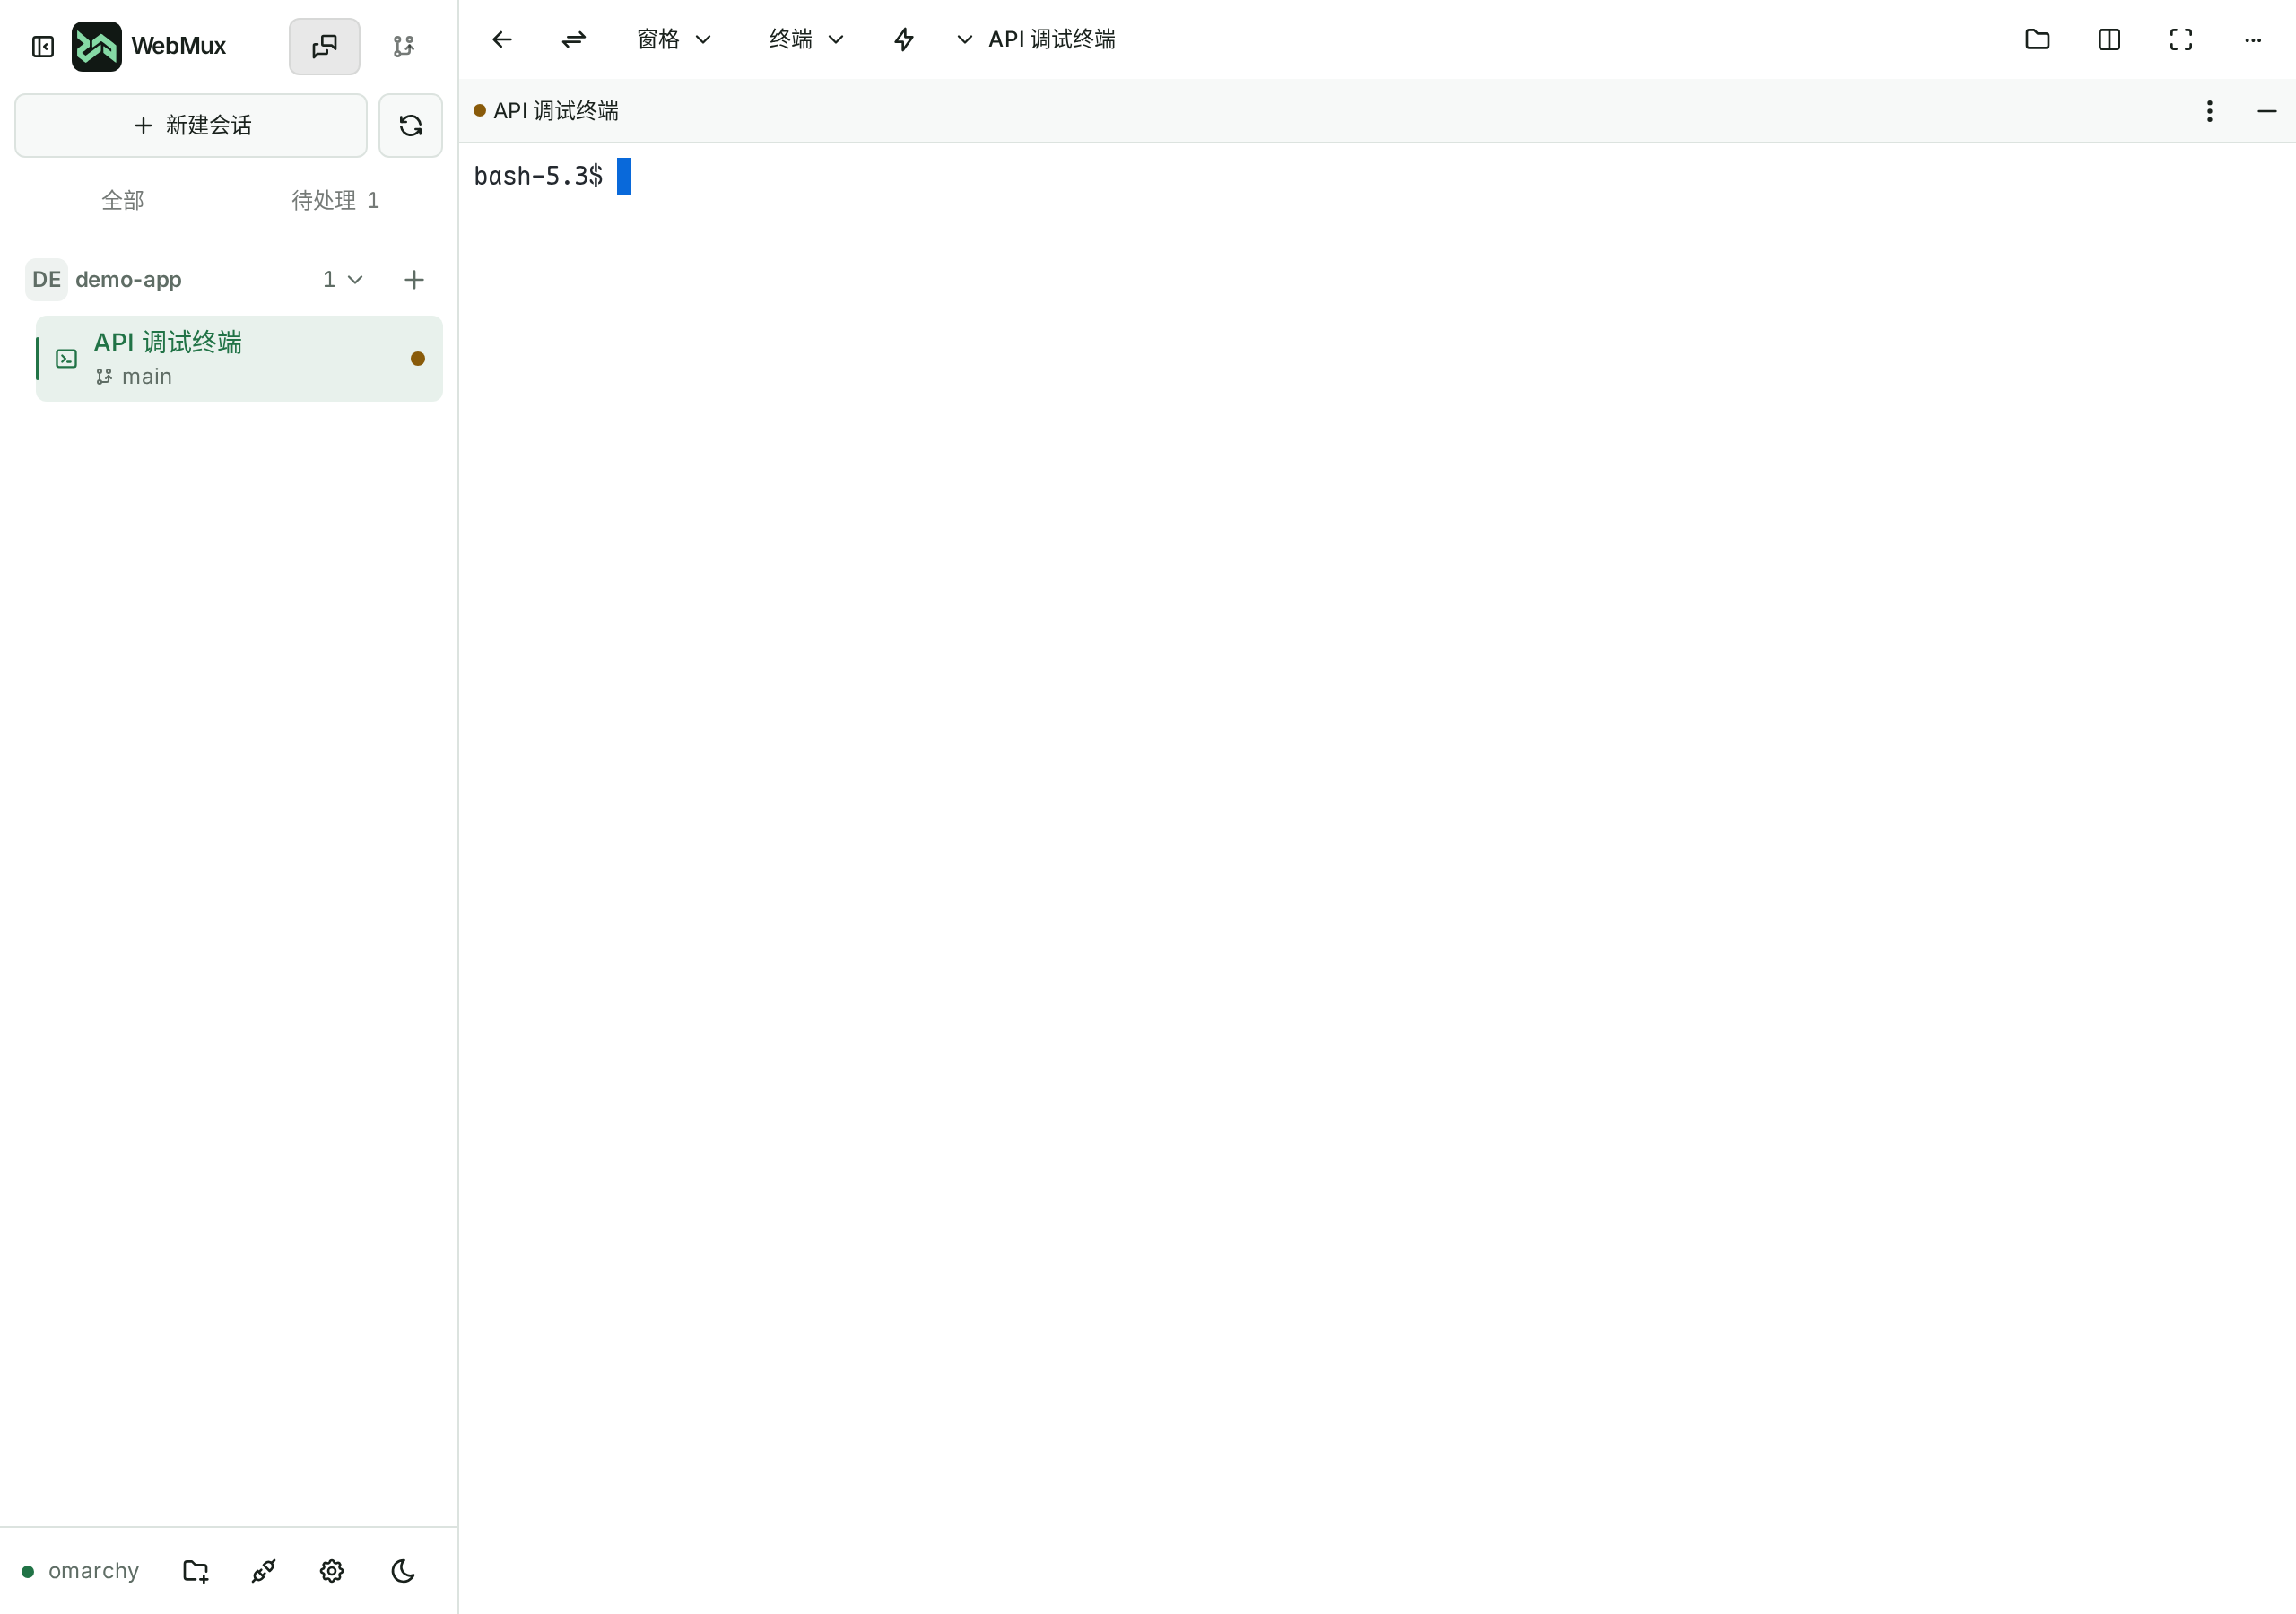 WebMux
窗格
终端
API 调试终端
新建会话
API 调试终端
bash-5.3$
全部
待处理 1
DE demo-app 1
API 调试终端
main
omarchy